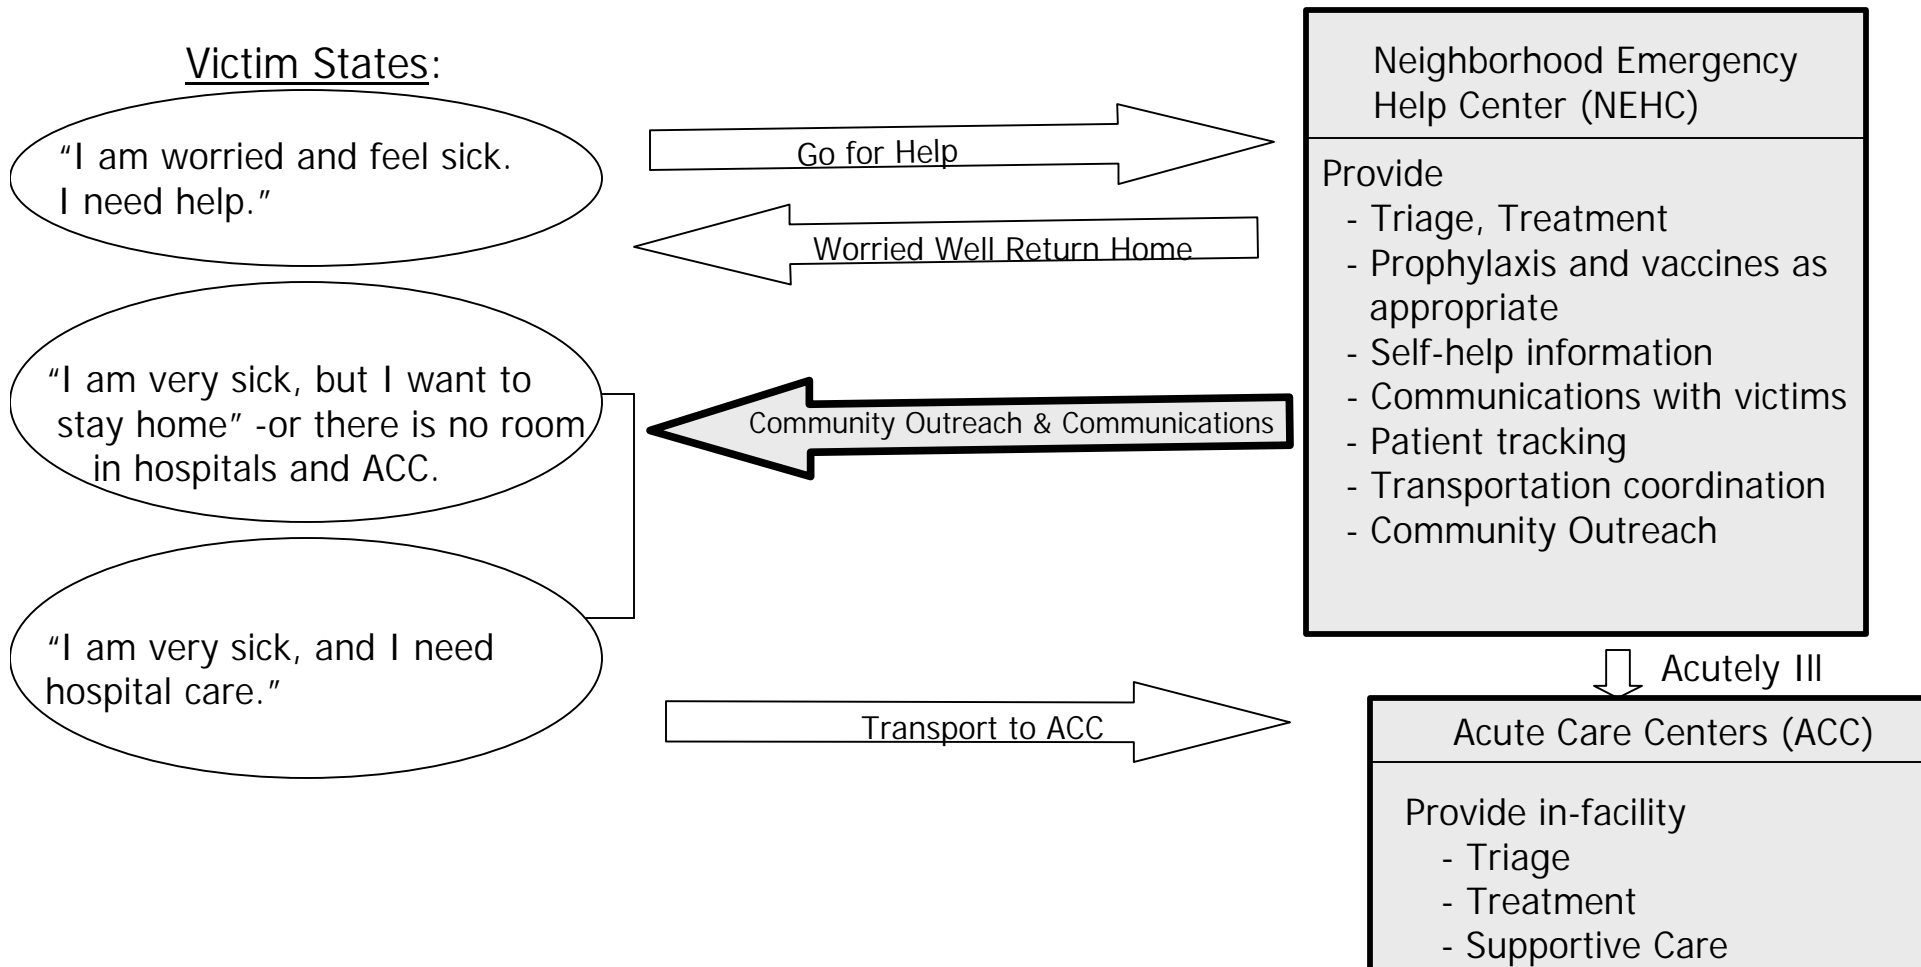 Victim States:
“I am worried and feel sick.
I need help.”
“I am very sick, but I want to
stay home” -or there is no room
in hospitals and ACC.
“I am very sick, and I need
hospital care.”
Go for Help
Worried Well Return Home
Community Outreach & Communications
Transport to ACC
Neighborhood Emergency
Help Center (NEHC)
Provide
- Triage, Treatment
- Prophylaxis and vaccines as
appropriate
- Self-help information
- Communications with victims
- Patient tracking
- Transportation coordination
- Community Outreach
Acutely Ill
Acute Care Centers (ACC)
Provide in-facility
- Triage
- Treatment
- Supportive Care